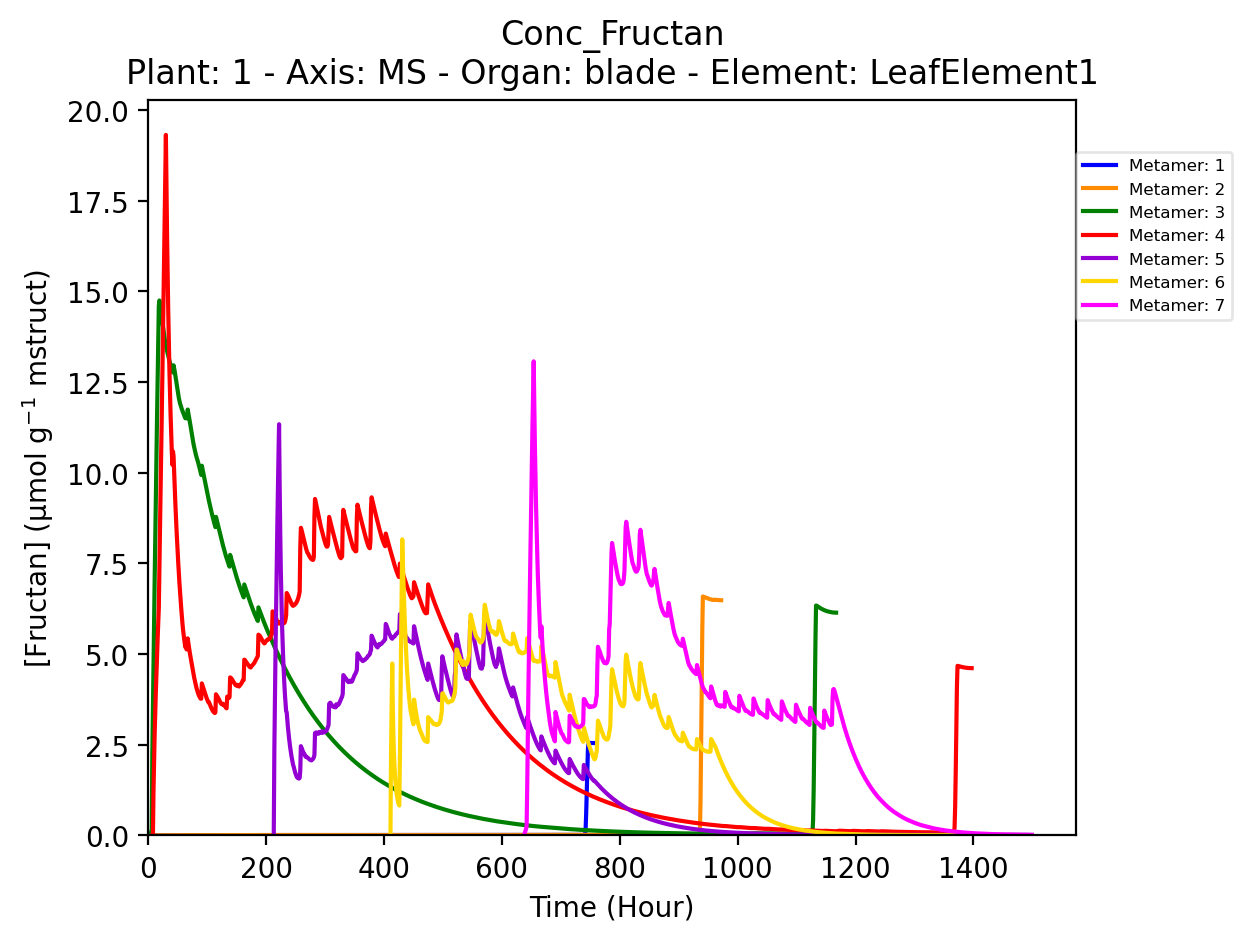 Conc_Fructan
Plant: 1 - Axis: MS - Organ: blade - Element: LeafElement1
[Fructan] (µmol g⁻¹ mstruct)
20.0
17.5
15.0
12.5
10.0
7.5
5.0
2.5
0.0
0 200 400 600 800 1000 1200 1400
Time (Hour)
Metamer: 1
Metamer: 2
Metamer: 3
Metamer: 4
Metamer: 5
Metamer: 6
Metamer: 7